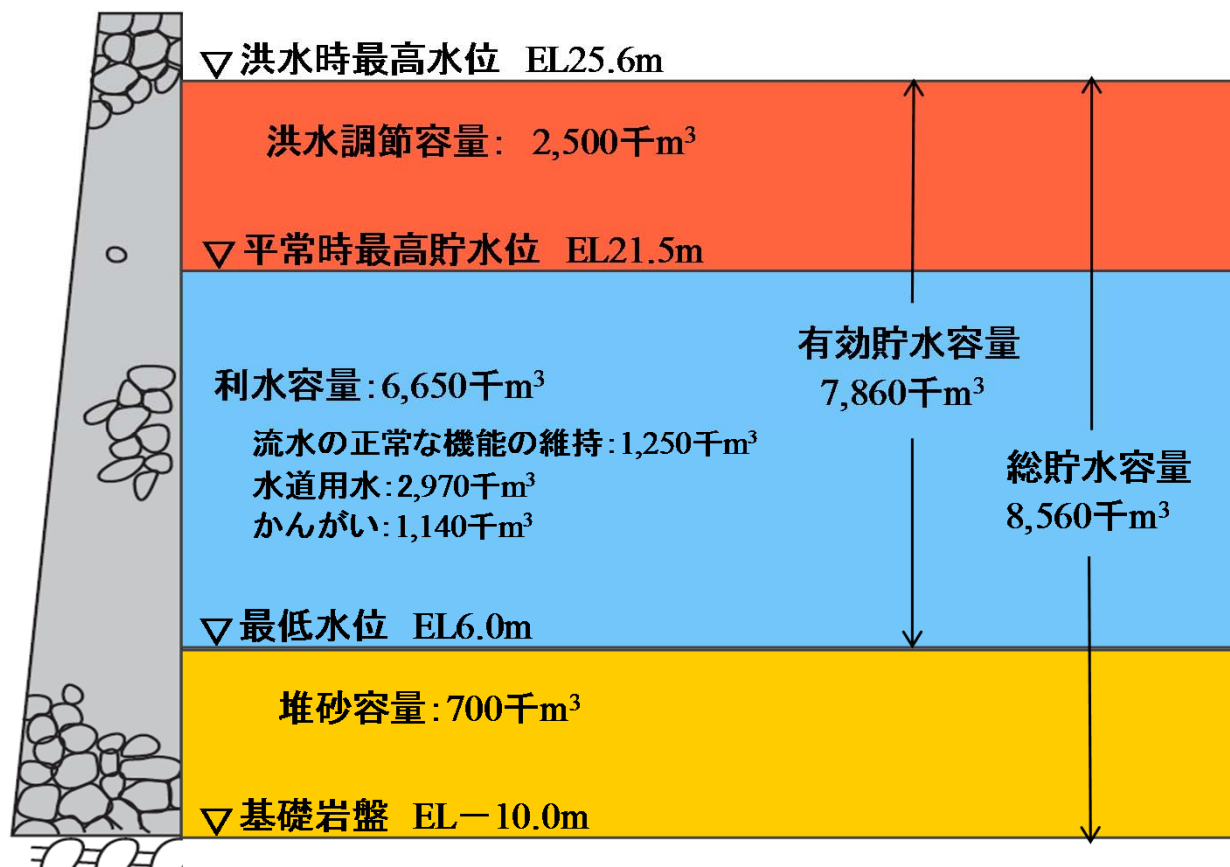 ▽洪水時最高水位 EL25.6m
洪水調節容量: 2,500千m³
▽平常時最高貯水位 EL21.5m
有効貯水容量
7,860千m³
利水容量:6,650千m³
流水の正常な機能の維持:1,250千m³
水道用水:2,970千m³
かんがい:1,140千m³
総貯水容量
8,560千m³
▽最低水位 EL6.0m
堆砂容量:700千m³
▽基礎岩盤 EL-10.0m